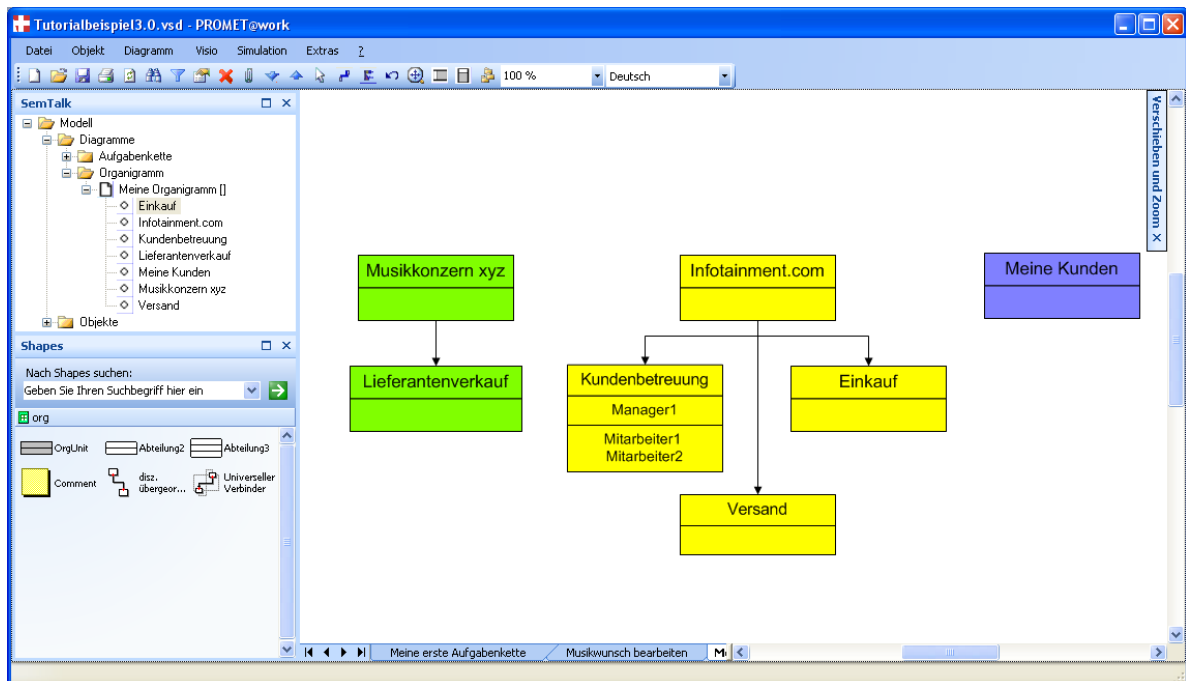 Tutorialbeispiel3.0.vsd - PROMET@work
Datei Objekt Diagramm Visio Simulation Extras ?
100 % Deutsch
SemTalk
Modell
Diagramme
Aufgabenkette
Organigramm
Meine Organigramm []
Einkauf
Infotainment.com
Kundenbetreuung
Lieferantenverkauf
Meine Kunden
Musikkonzern xyz
Versand
Objekte
Shapes
Nach Shapes suchen:
Geben Sie Ihren Suchbegriff hier ein
org
OrgUnit Abteilung2 Abteilung3
Comment
disz.
übergeor...
Universeller
Verbinder
Verschieben und Zoom
Musikkonzern xyz
Infotainment.com
Meine Kunden
Lieferantenverkauf
Kundenbetreuung
Manager1
Mitarbeiter1
Mitarbeiter2
Einkauf
Versand
Meine erste Aufgabenkette Musikwunsch bearbeiten